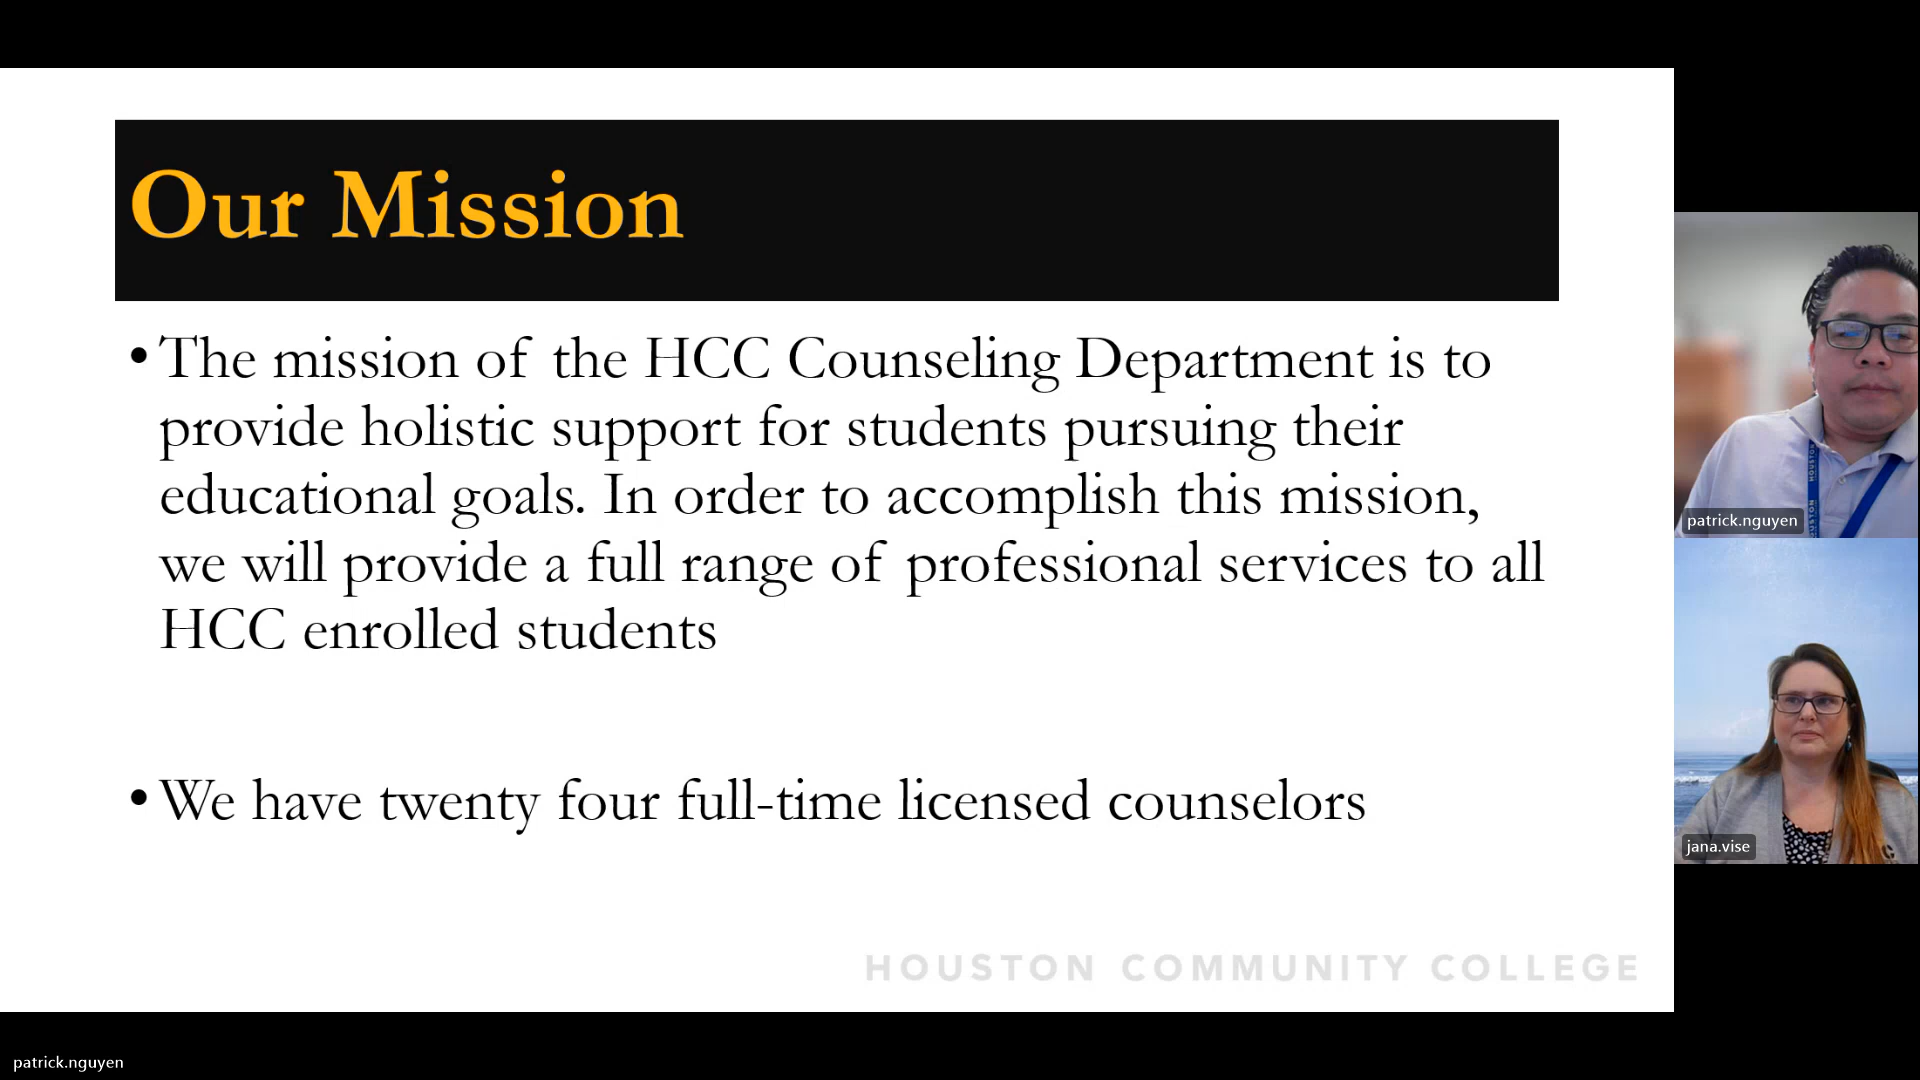 Our Mission
• The mission of the HCC Counseling Department is to
provide holistic support for students pursuing their
educational goals. In order to accomplish this mission,
we will provide a full range of professional services to all
HCC enrolled students
• We have twenty four full-time licensed counselors
HOUSTON COMMUNITY COLLEGE
patrick.nguyen
jana.vise
patrick.nguyen